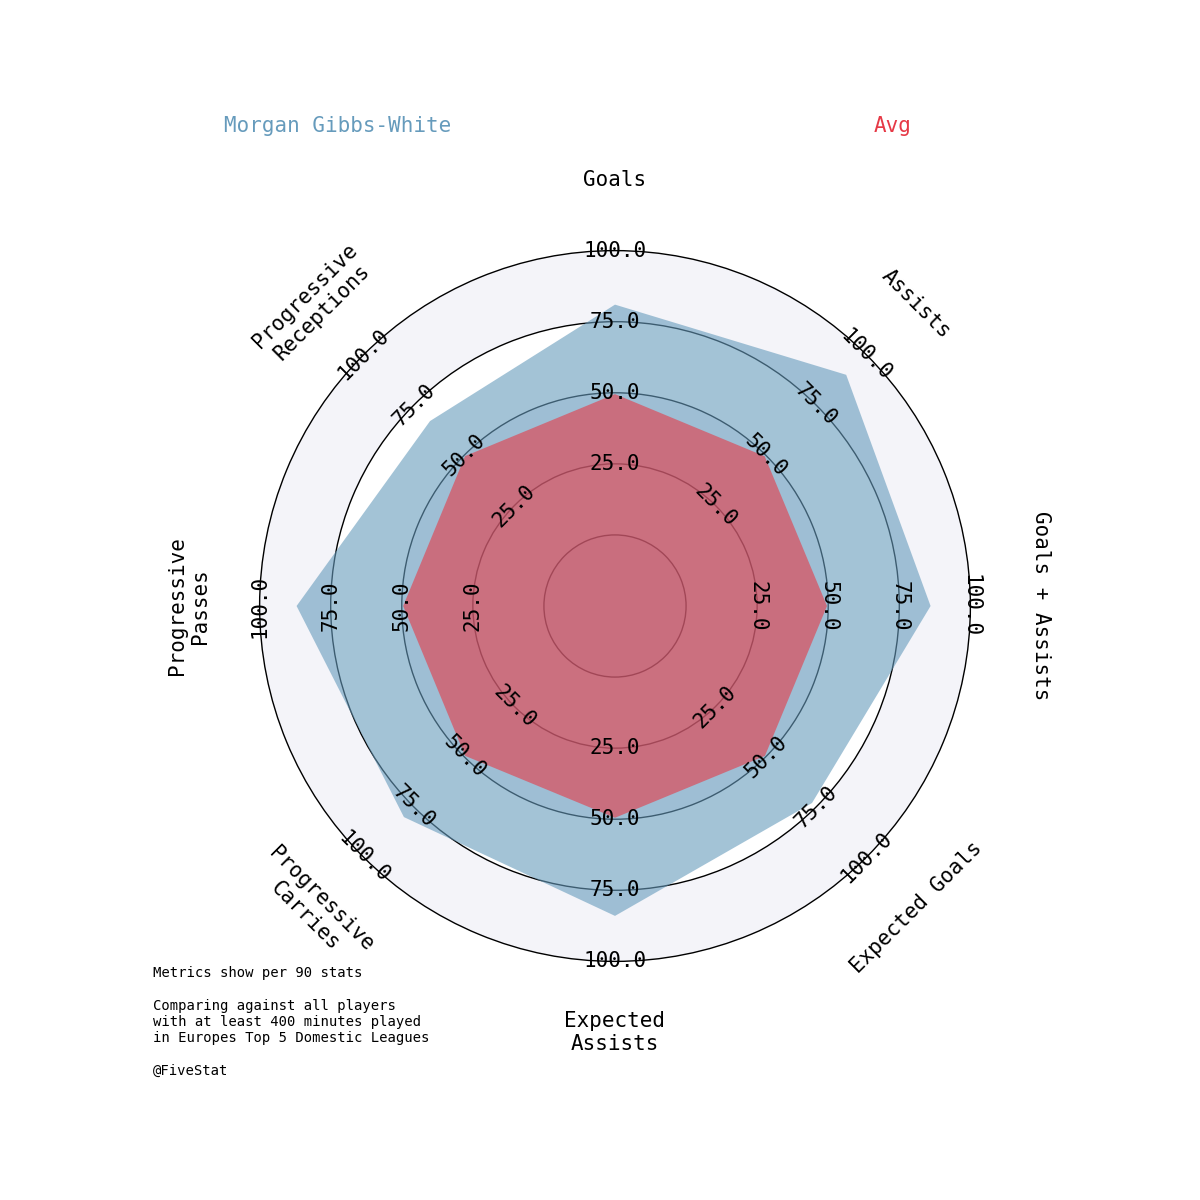 Morgan Gibbs-White
Avg
Goals
Progressive
Receptions
Assists
100.0
100.0
100.0
75.0
75.0
75.0
50.0
50.0
50.0
25.0
25.0
25.0
Progressive
Passes
100.0
75.0
50.0
25.0
25.0
50.0
75.0
100.0
Goals + Assists
25.0
25.0
25.0
50.0
50.0
50.0
75.0
75.0
75.0
100.0
100.0
100.0
Progressive
Carries
Expected Goals
Expected
Assists
Metrics show per 90 stats
Comparing against all players
with at least 400 minutes played
in Europes Top 5 Domestic Leagues
@FiveStat